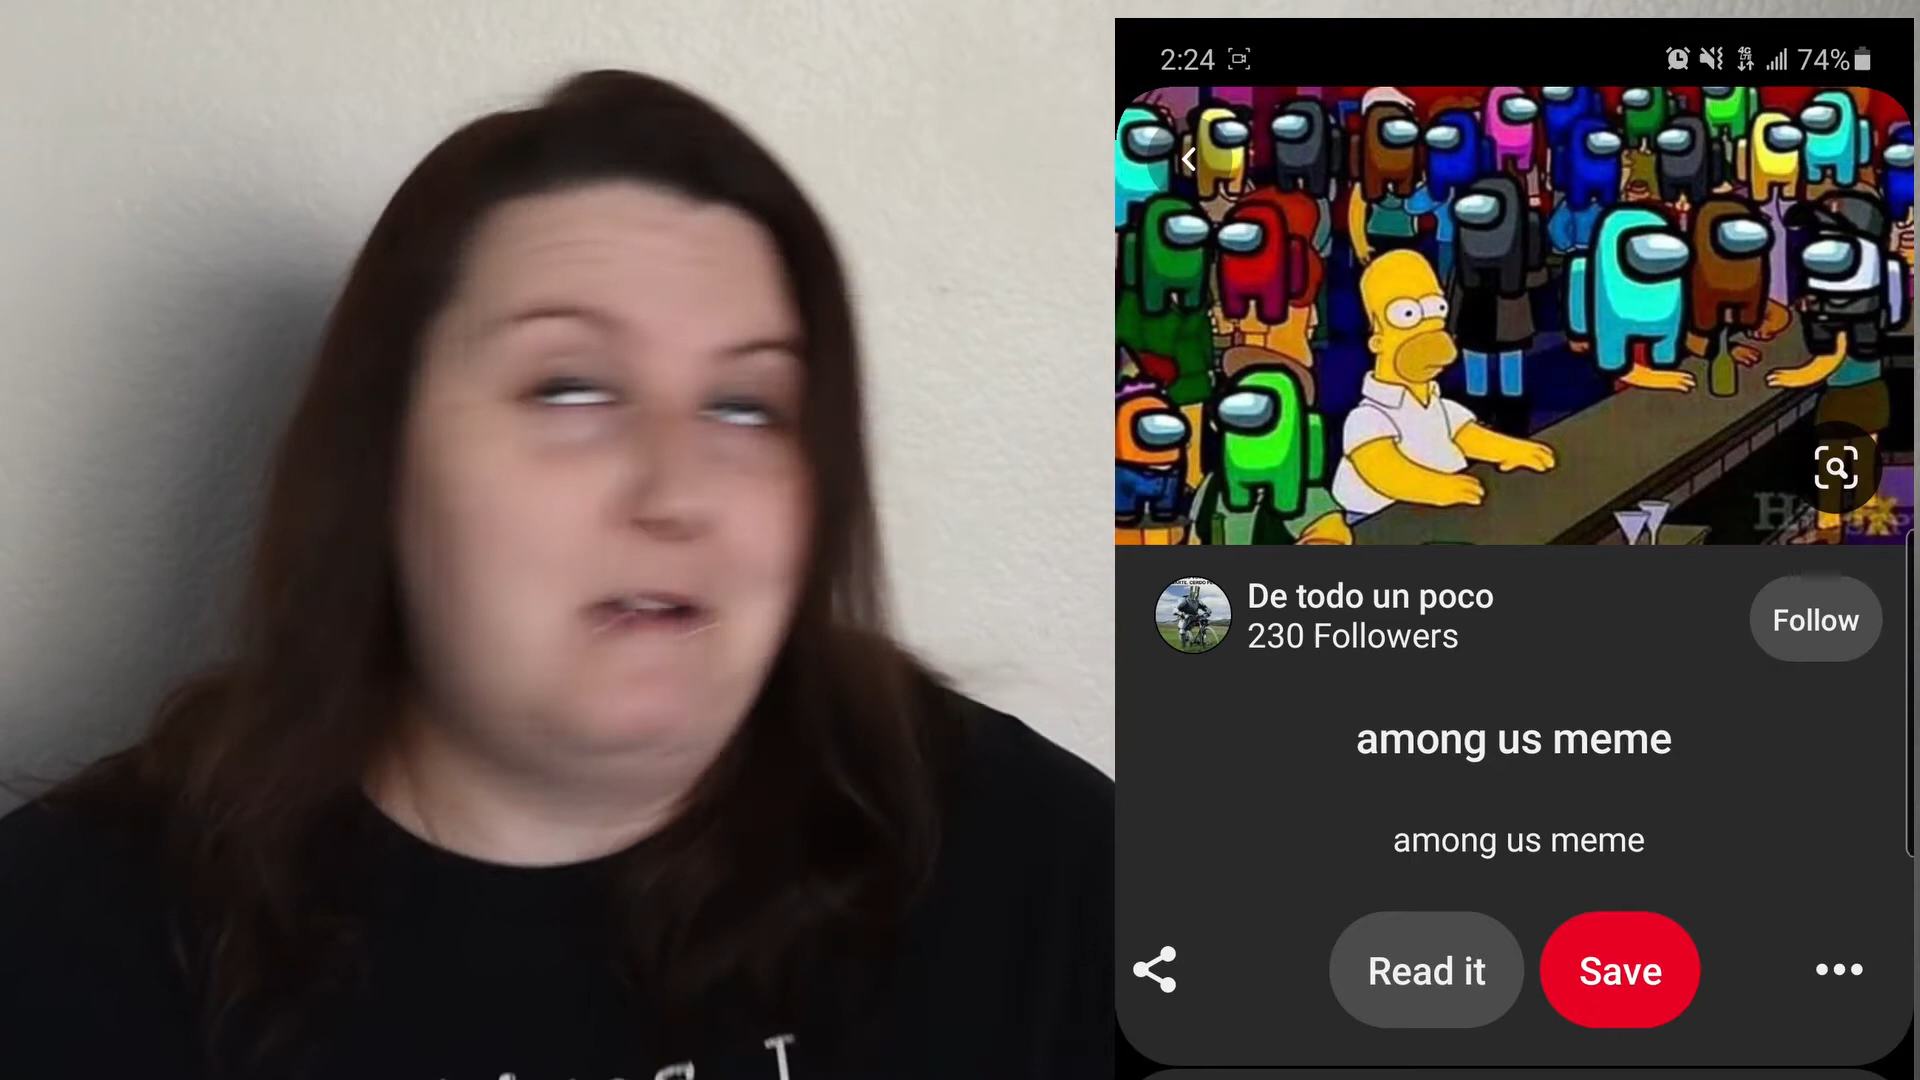 2:24
74%
De todo un poco
230 Followers
Follow
among us meme
among us meme
Read it
Save